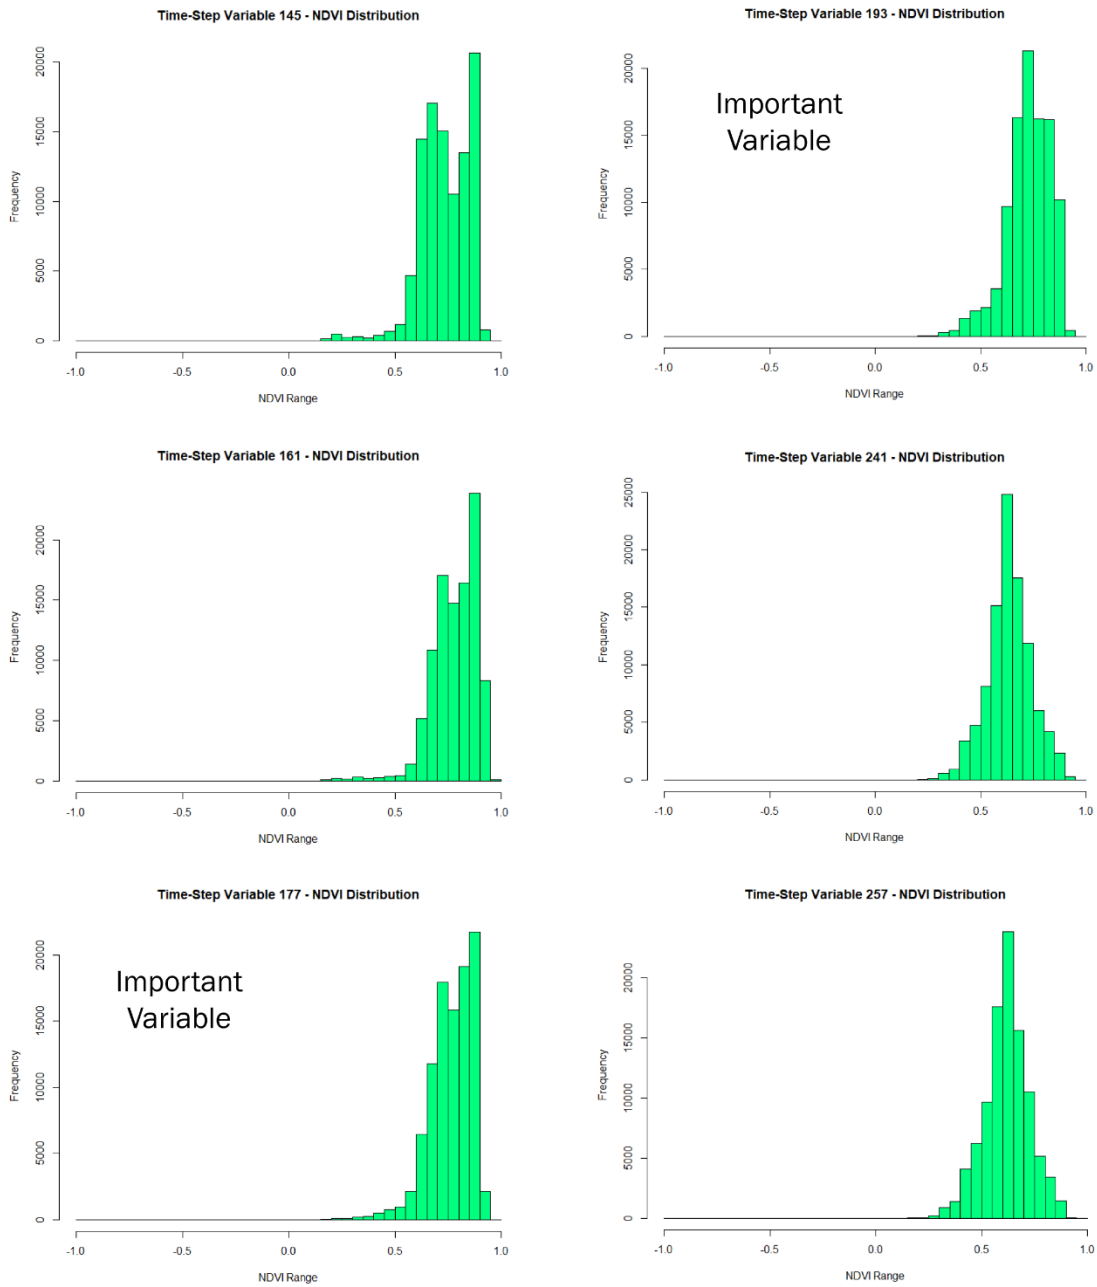 Time-Step Variable 145 - NDVI Distribution
Frequency
20000
15000
10000
5000
0
-1.0 -0.5 0.0 0.5 1.0
NDVI Range
Time-Step Variable 193 - NDVI Distribution
Important
Variable
Frequency
20000
15000
10000
5000
0
-1.0 -0.5 0.0 0.5 1.0
NDVI Range
Time-Step Variable 161 - NDVI Distribution
Frequency
20000
15000
10000
5000
0
-1.0 -0.5 0.0 0.5 1.0
NDVI Range
Time-Step Variable 241 - NDVI Distribution
Frequency
25000
20000
15000
10000
5000
0
-1.0 -0.5 0.0 0.5 1.0
NDVI Range
Time-Step Variable 177 - NDVI Distribution
Important
Variable
Frequency
20000
15000
10000
5000
0
-1.0 -0.5 0.0 0.5 1.0
NDVI Range
Time-Step Variable 257 - NDVI Distribution
Frequency
20000
15000
10000
5000
0
-1.0 -0.5 0.0 0.5 1.0
NDVI Range